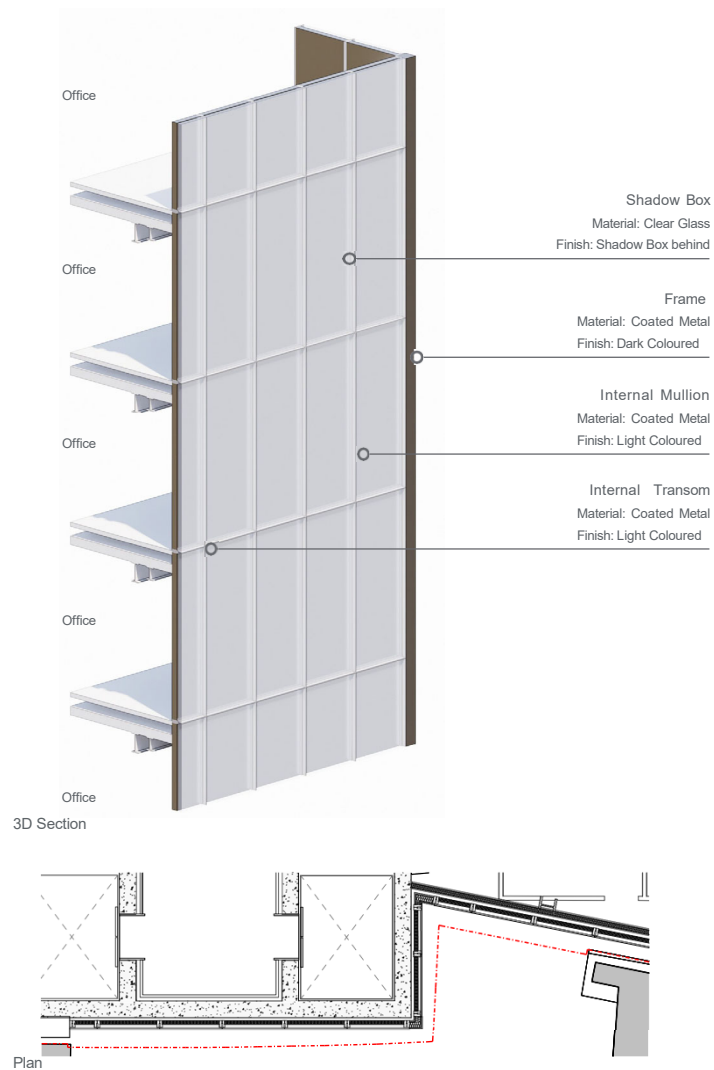 Office
Shadow Box
Material: Clear Glass
Finish: Shadow Box behind
Office
Frame
Material: Coated Metal
Finish: Dark Coloured
Internal Mullion
Material: Coated Metal
Finish: Light Coloured
Office
Internal Transom
Material: Coated Metal
Finish: Light Coloured
Office
Office
3D Section
Plan